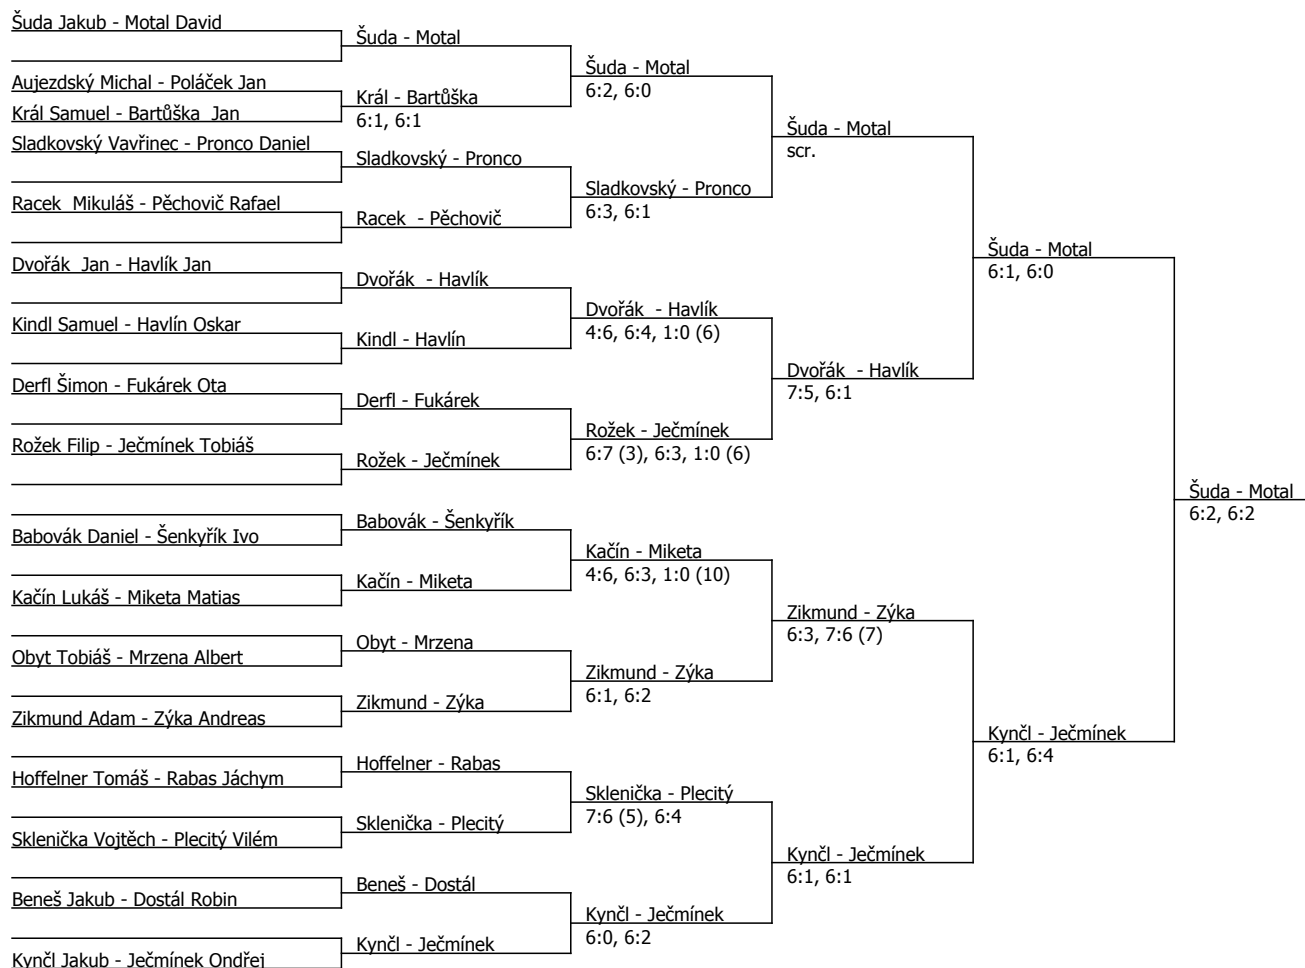 Šuda Jakub - Motal David
Aujezdský Michal - Poláček Jan
Král Samuel - Bartůška  Jan
Sladkovský Vavřinec - Pronco Daniel
Racek  Mikuláš - Pěchovič Rafael
Dvořák  Jan - Havlík Jan
Kindl Samuel - Havlín Oskar
Derfl Šimon - Fukárek Ota
Rožek Filip - Ječmínek Tobiáš
Babovák Daniel - Šenkyřík Ivo
Kačín Lukáš - Miketa Matias
Obyt Tobiáš - Mrzena Albert
Zikmund Adam - Zýka Andreas
Hoffelner Tomáš - Rabas Jáchym
Sklenička Vojtěch - Plecitý Vilém
Beneš Jakub - Dostál Robin
Kynčl Jakub - Ječmínek Ondřej
Šuda - Motal
Král - Bartůška
6:1, 6:1
Sladkovský - Pronco
Racek  - Pěchovič
Dvořák  - Havlík
Kindl - Havlín
Derfl - Fukárek
Rožek - Ječmínek
Babovák - Šenkyřík
Kačín - Miketa
Obyt - Mrzena
Zikmund - Zýka
Hoffelner - Rabas
Sklenička - Plecitý
Beneš - Dostál
Kynčl - Ječmínek
Šuda - Motal
6:2, 6:0
Sladkovský - Pronco
6:3, 6:1
Dvořák  - Havlík
4:6, 6:4, 1:0 (6)
Rožek - Ječmínek
6:7 (3), 6:3, 1:0 (6)
Kačín - Miketa
4:6, 6:3, 1:0 (10)
Zikmund - Zýka
6:1, 6:2
Sklenička - Plecitý
7:6 (5), 6:4
Kynčl - Ječmínek
6:0, 6:2
Šuda - Motal
scr.
Dvořák  - Havlík
7:5, 6:1
Zikmund - Zýka
6:3, 7:6 (7)
Kynčl - Ječmínek
6:1, 6:1
Šuda - Motal
6:1, 6:0
Kynčl - Ječmínek
6:1, 6:4
Šuda - Motal
6:2, 6:2